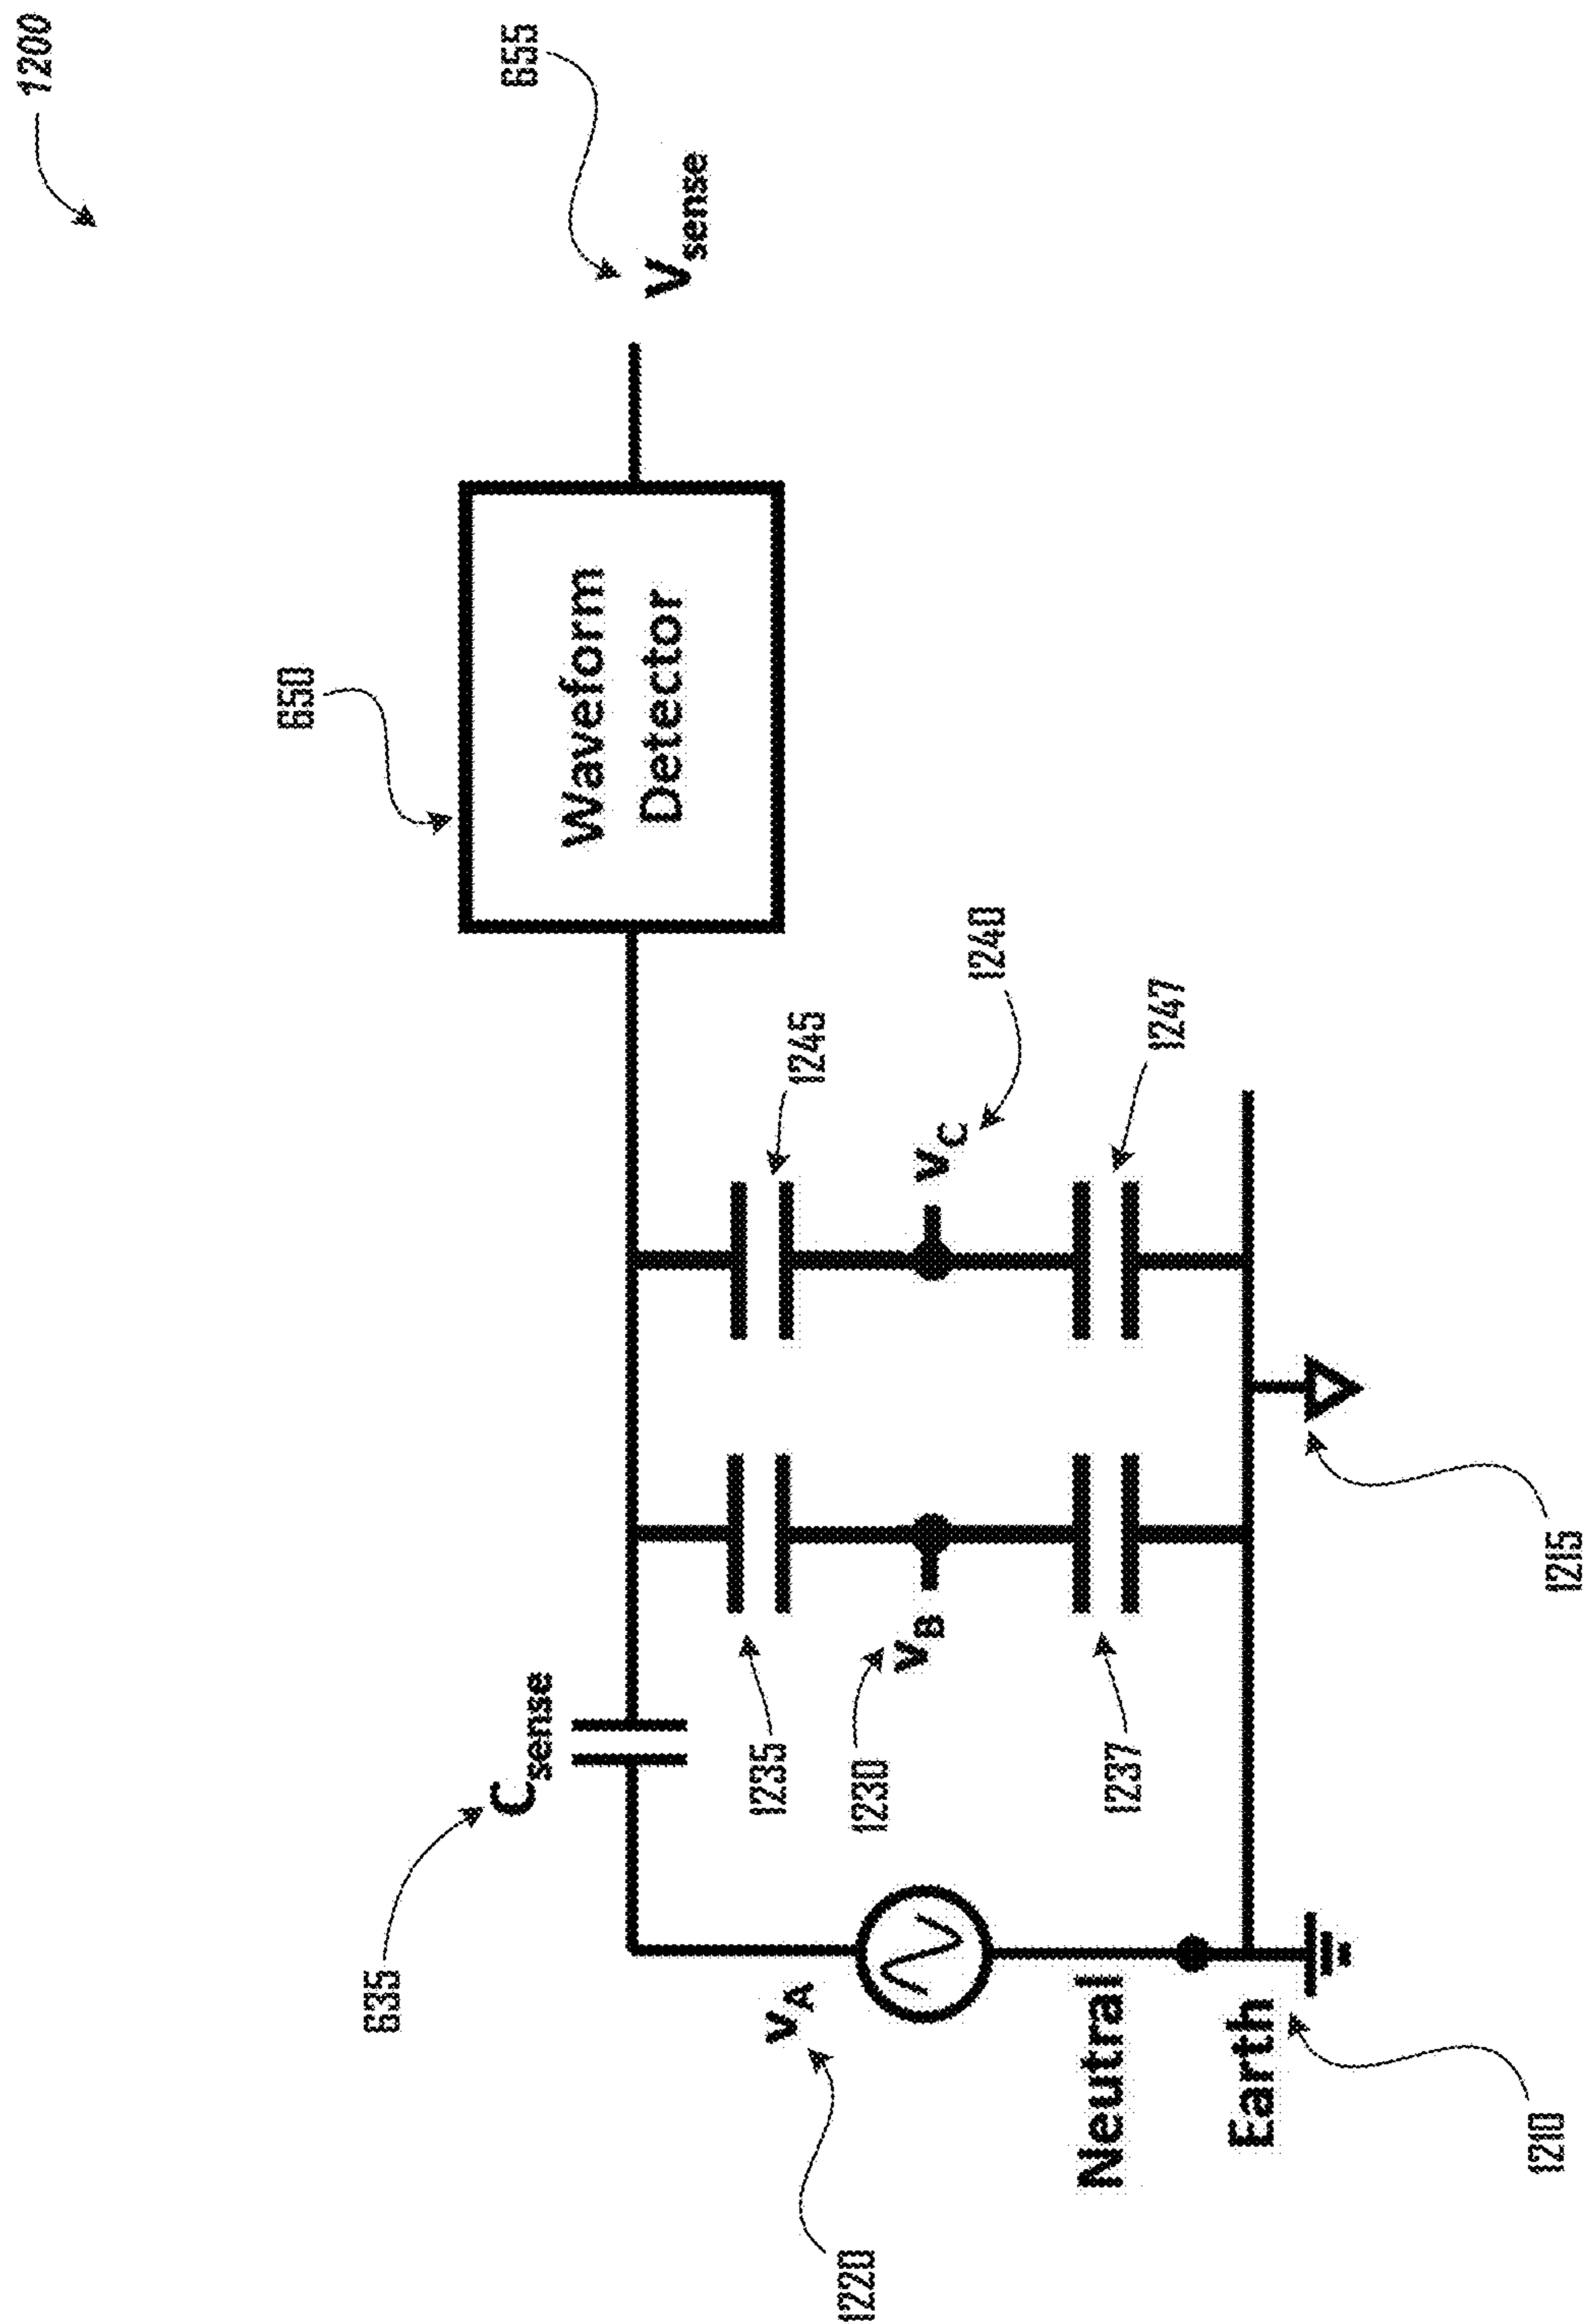 1200
650
635
655
Csense
Waveform
Detector
Vsense
1235
VA
1245
1220
1230
VB
VC
1240
Neutral
1237
1247
Earth
1210
1215